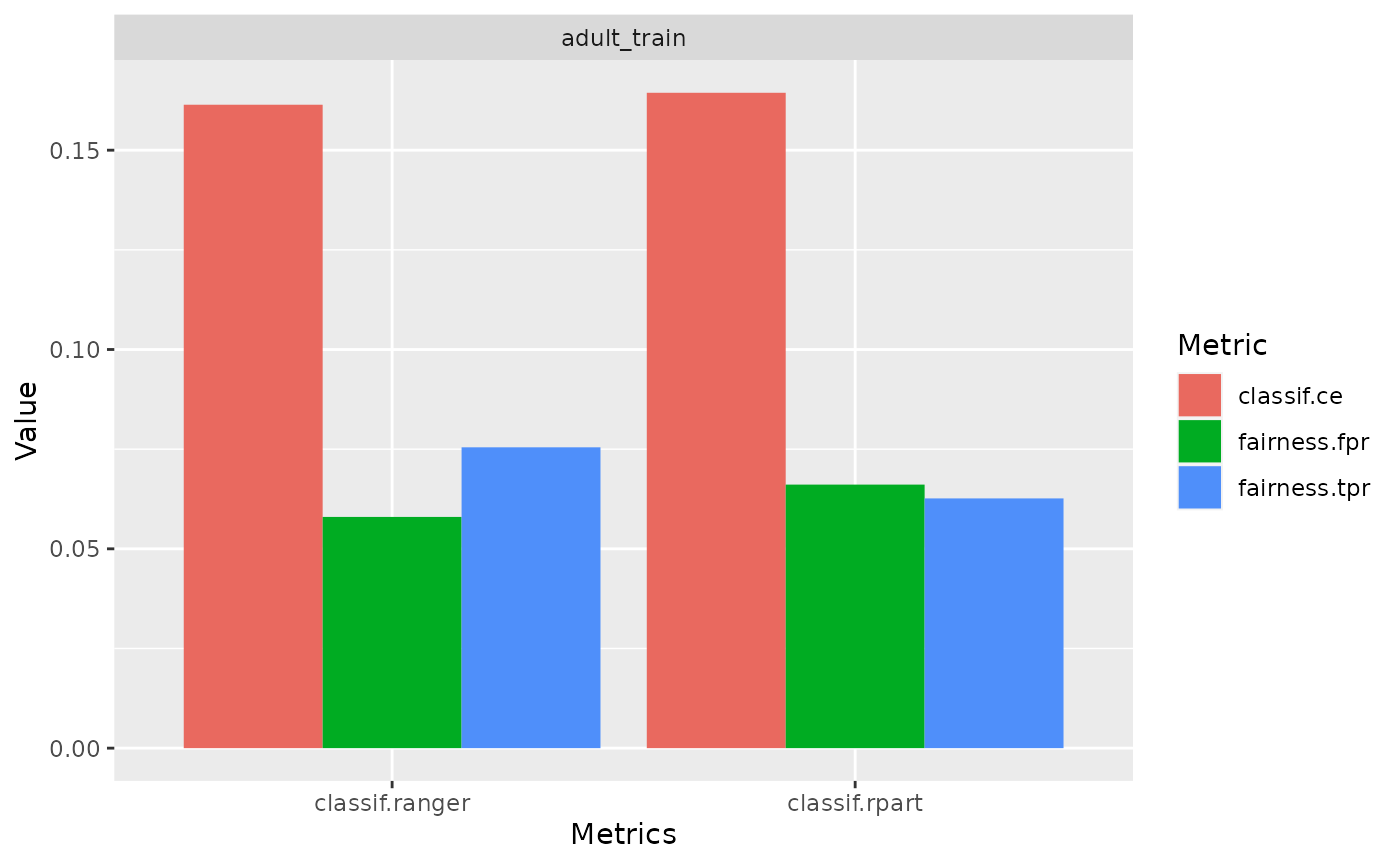 adult_train
0.15
0.10
0.05
0.00
Value
classif.ranger
classif.rpart
Metrics
Metric
classif.ce
fairness.fpr
fairness.tpr